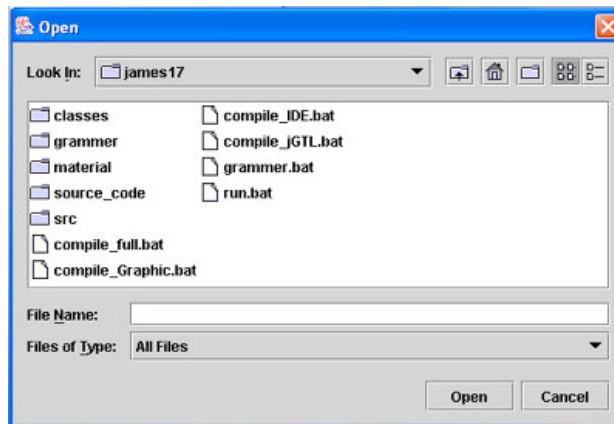 Open
Look In: james17
classes
grammer
material
source_code
src
compile_full.bat
compile_Graphic.bat
compile_IDE.bat
compile_jGTL.bat
grammer.bat
run.bat
File Name:
Files of Type: All Files
Open Cancel